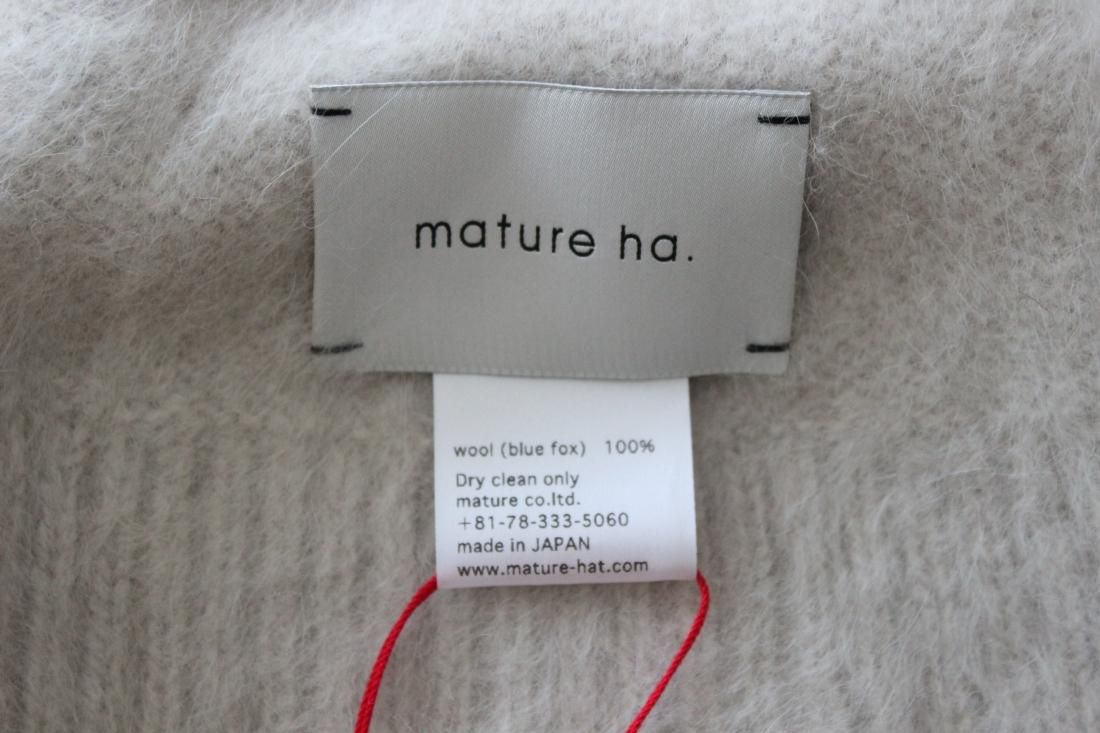 mature ha.
wool (blue fox) 100%
Dry clean only
mature co.ltd.
+81-78-333-5060
made in JAPAN
www.mature-hat.com